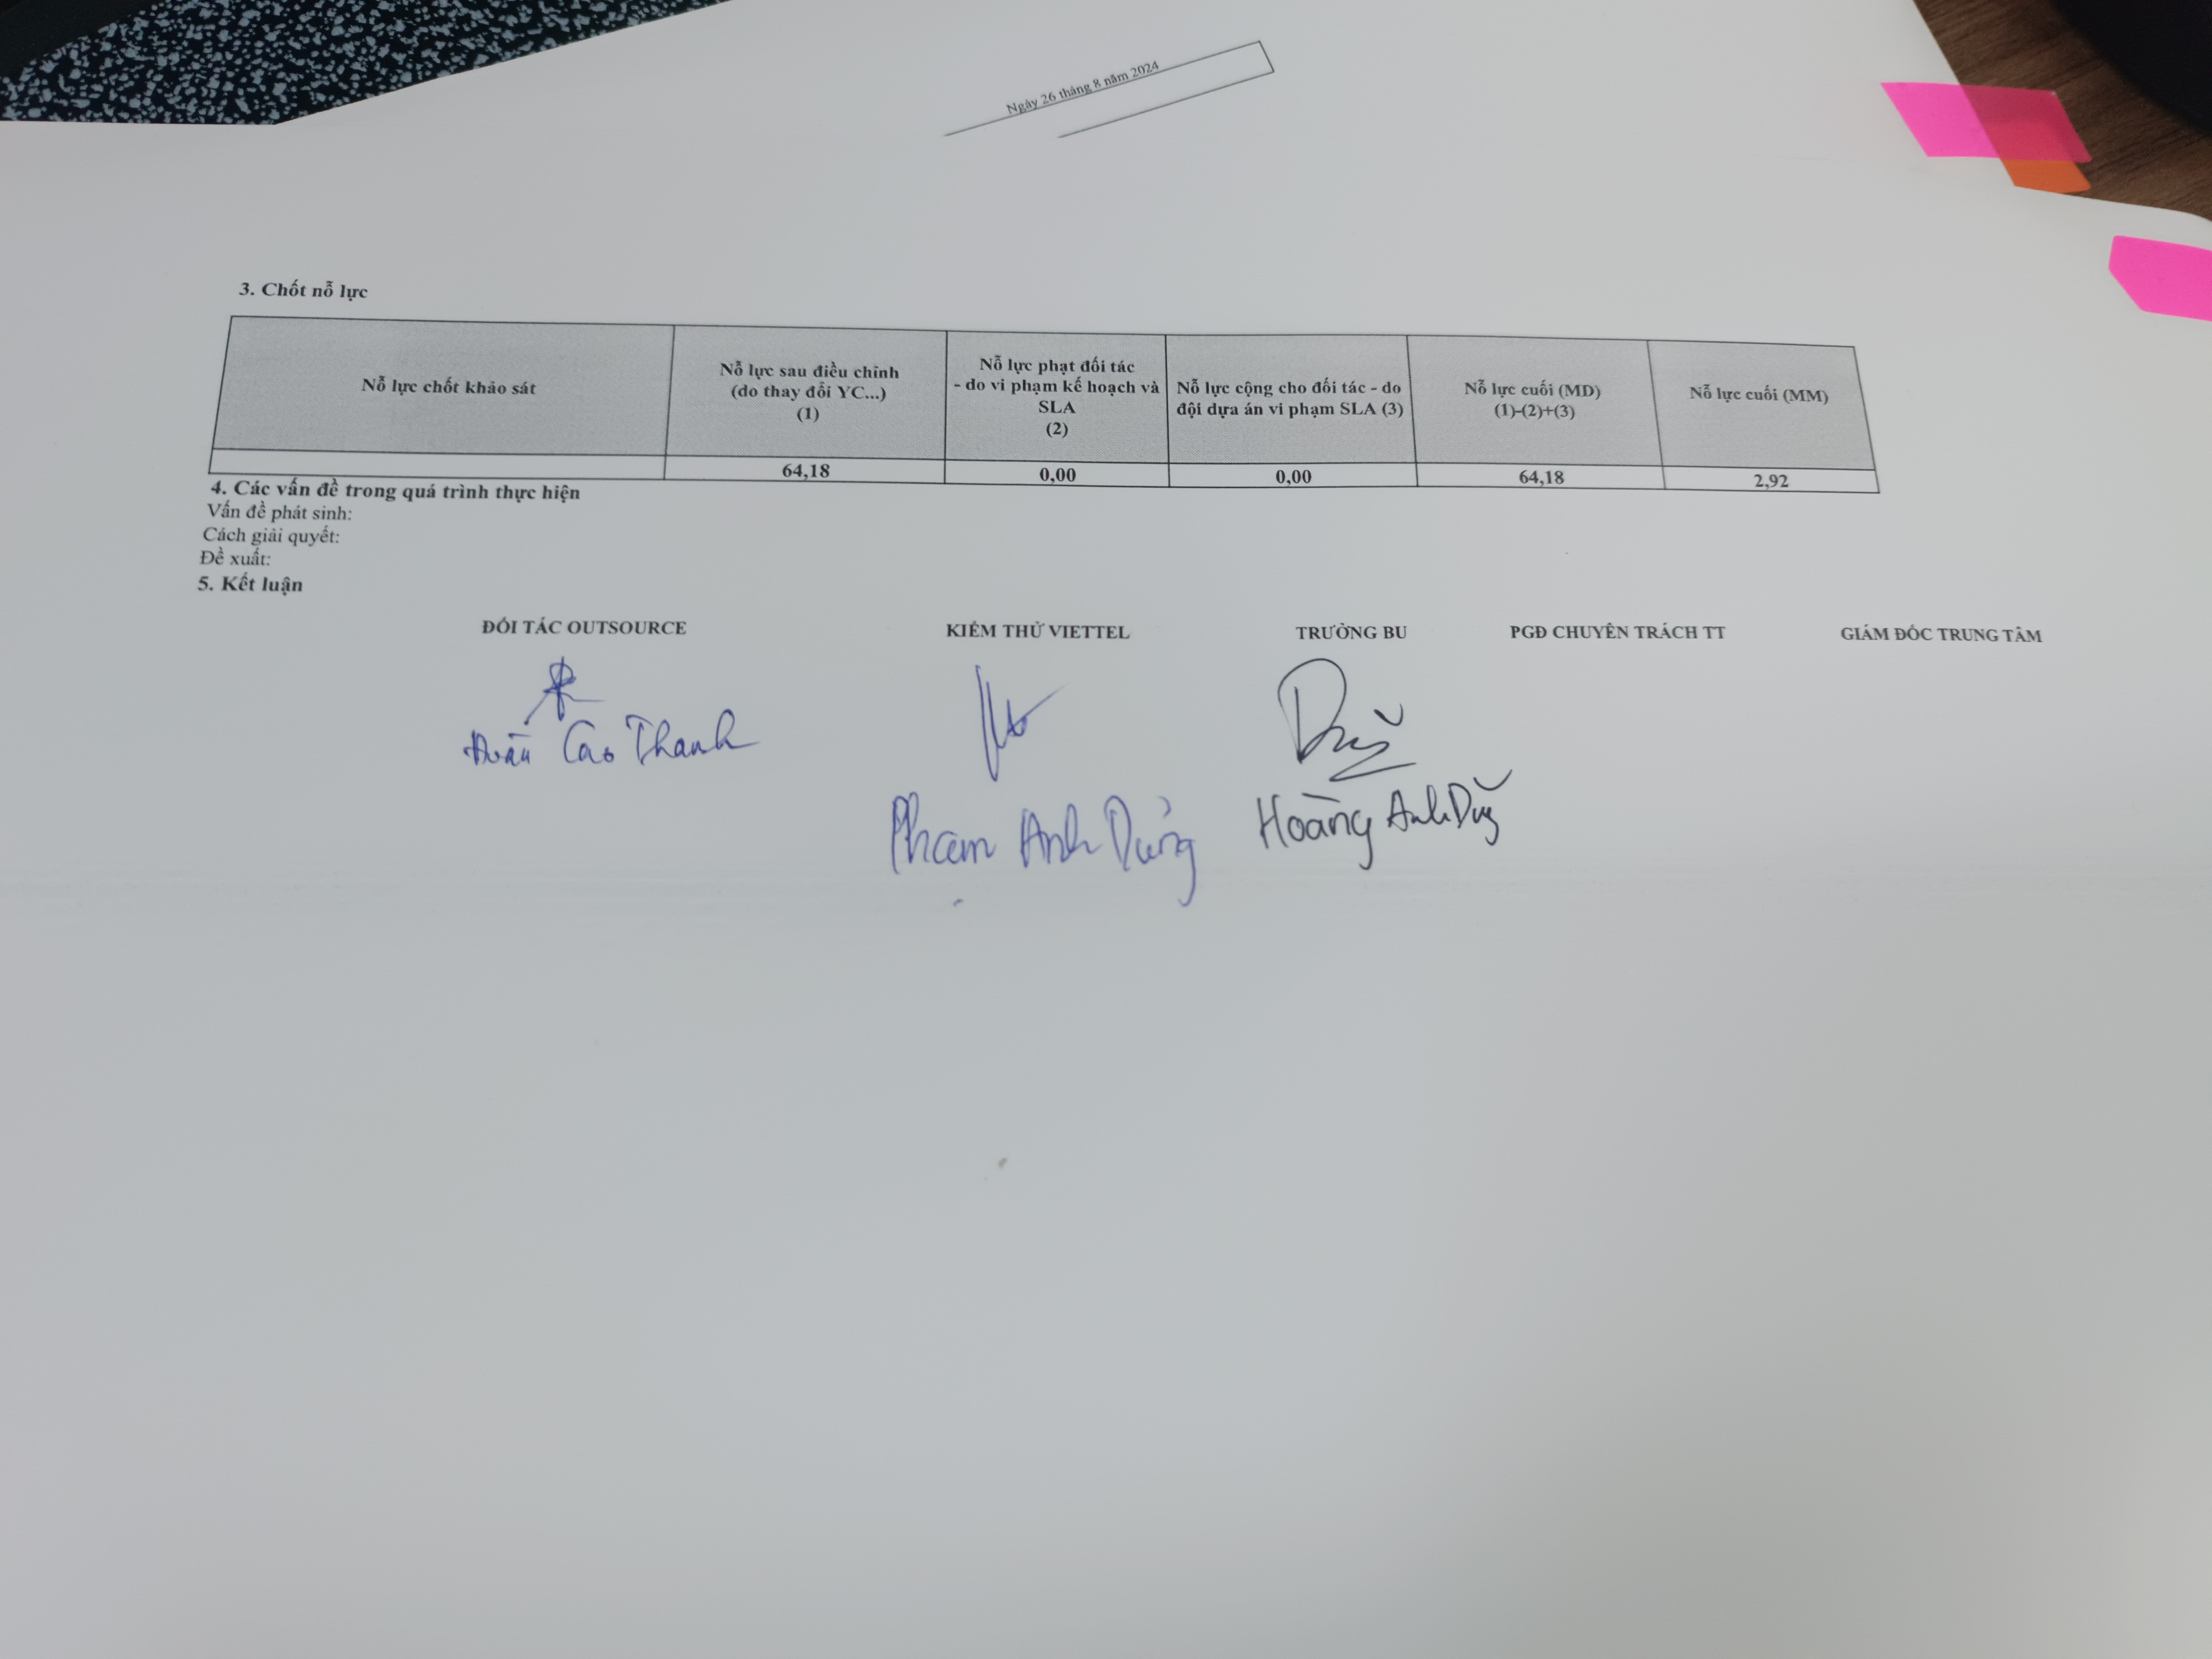 Ngày 26 tháng 8 năm 2024
3. Chốt nỗ lực
Nỗ lực chốt khảo sát
Nỗ lực sau điều chỉnh
(do thay đổi YC...)
(1)
Nỗ lực phạt đối tác
- do vi phạm kế hoạch và
SLA
(2)
Nỗ lực cộng cho đối tác - do
đội dựa án vi phạm SLA (3)
Nỗ lực cuối (MD)
(1)-(2)+(3)
Nỗ lực cuối (MM)
64,18
0,00
0,00
64,18
2,92
4. Các vấn đề trong quá trình thực hiện
Vấn đề phát sinh:
Cách giải quyết:
Đề xuất:
5. Kết luận
ĐỐI TÁC OUTSOURCE
KIỂM THỬ VIETTEL
TRƯỞNG BU
PGĐ CHUYÊN TRÁCH TT
GIÁM ĐỐC TRUNG TÂM
Cao Thanh
Phạm Anh Dũng
Hoàng Anh Duy